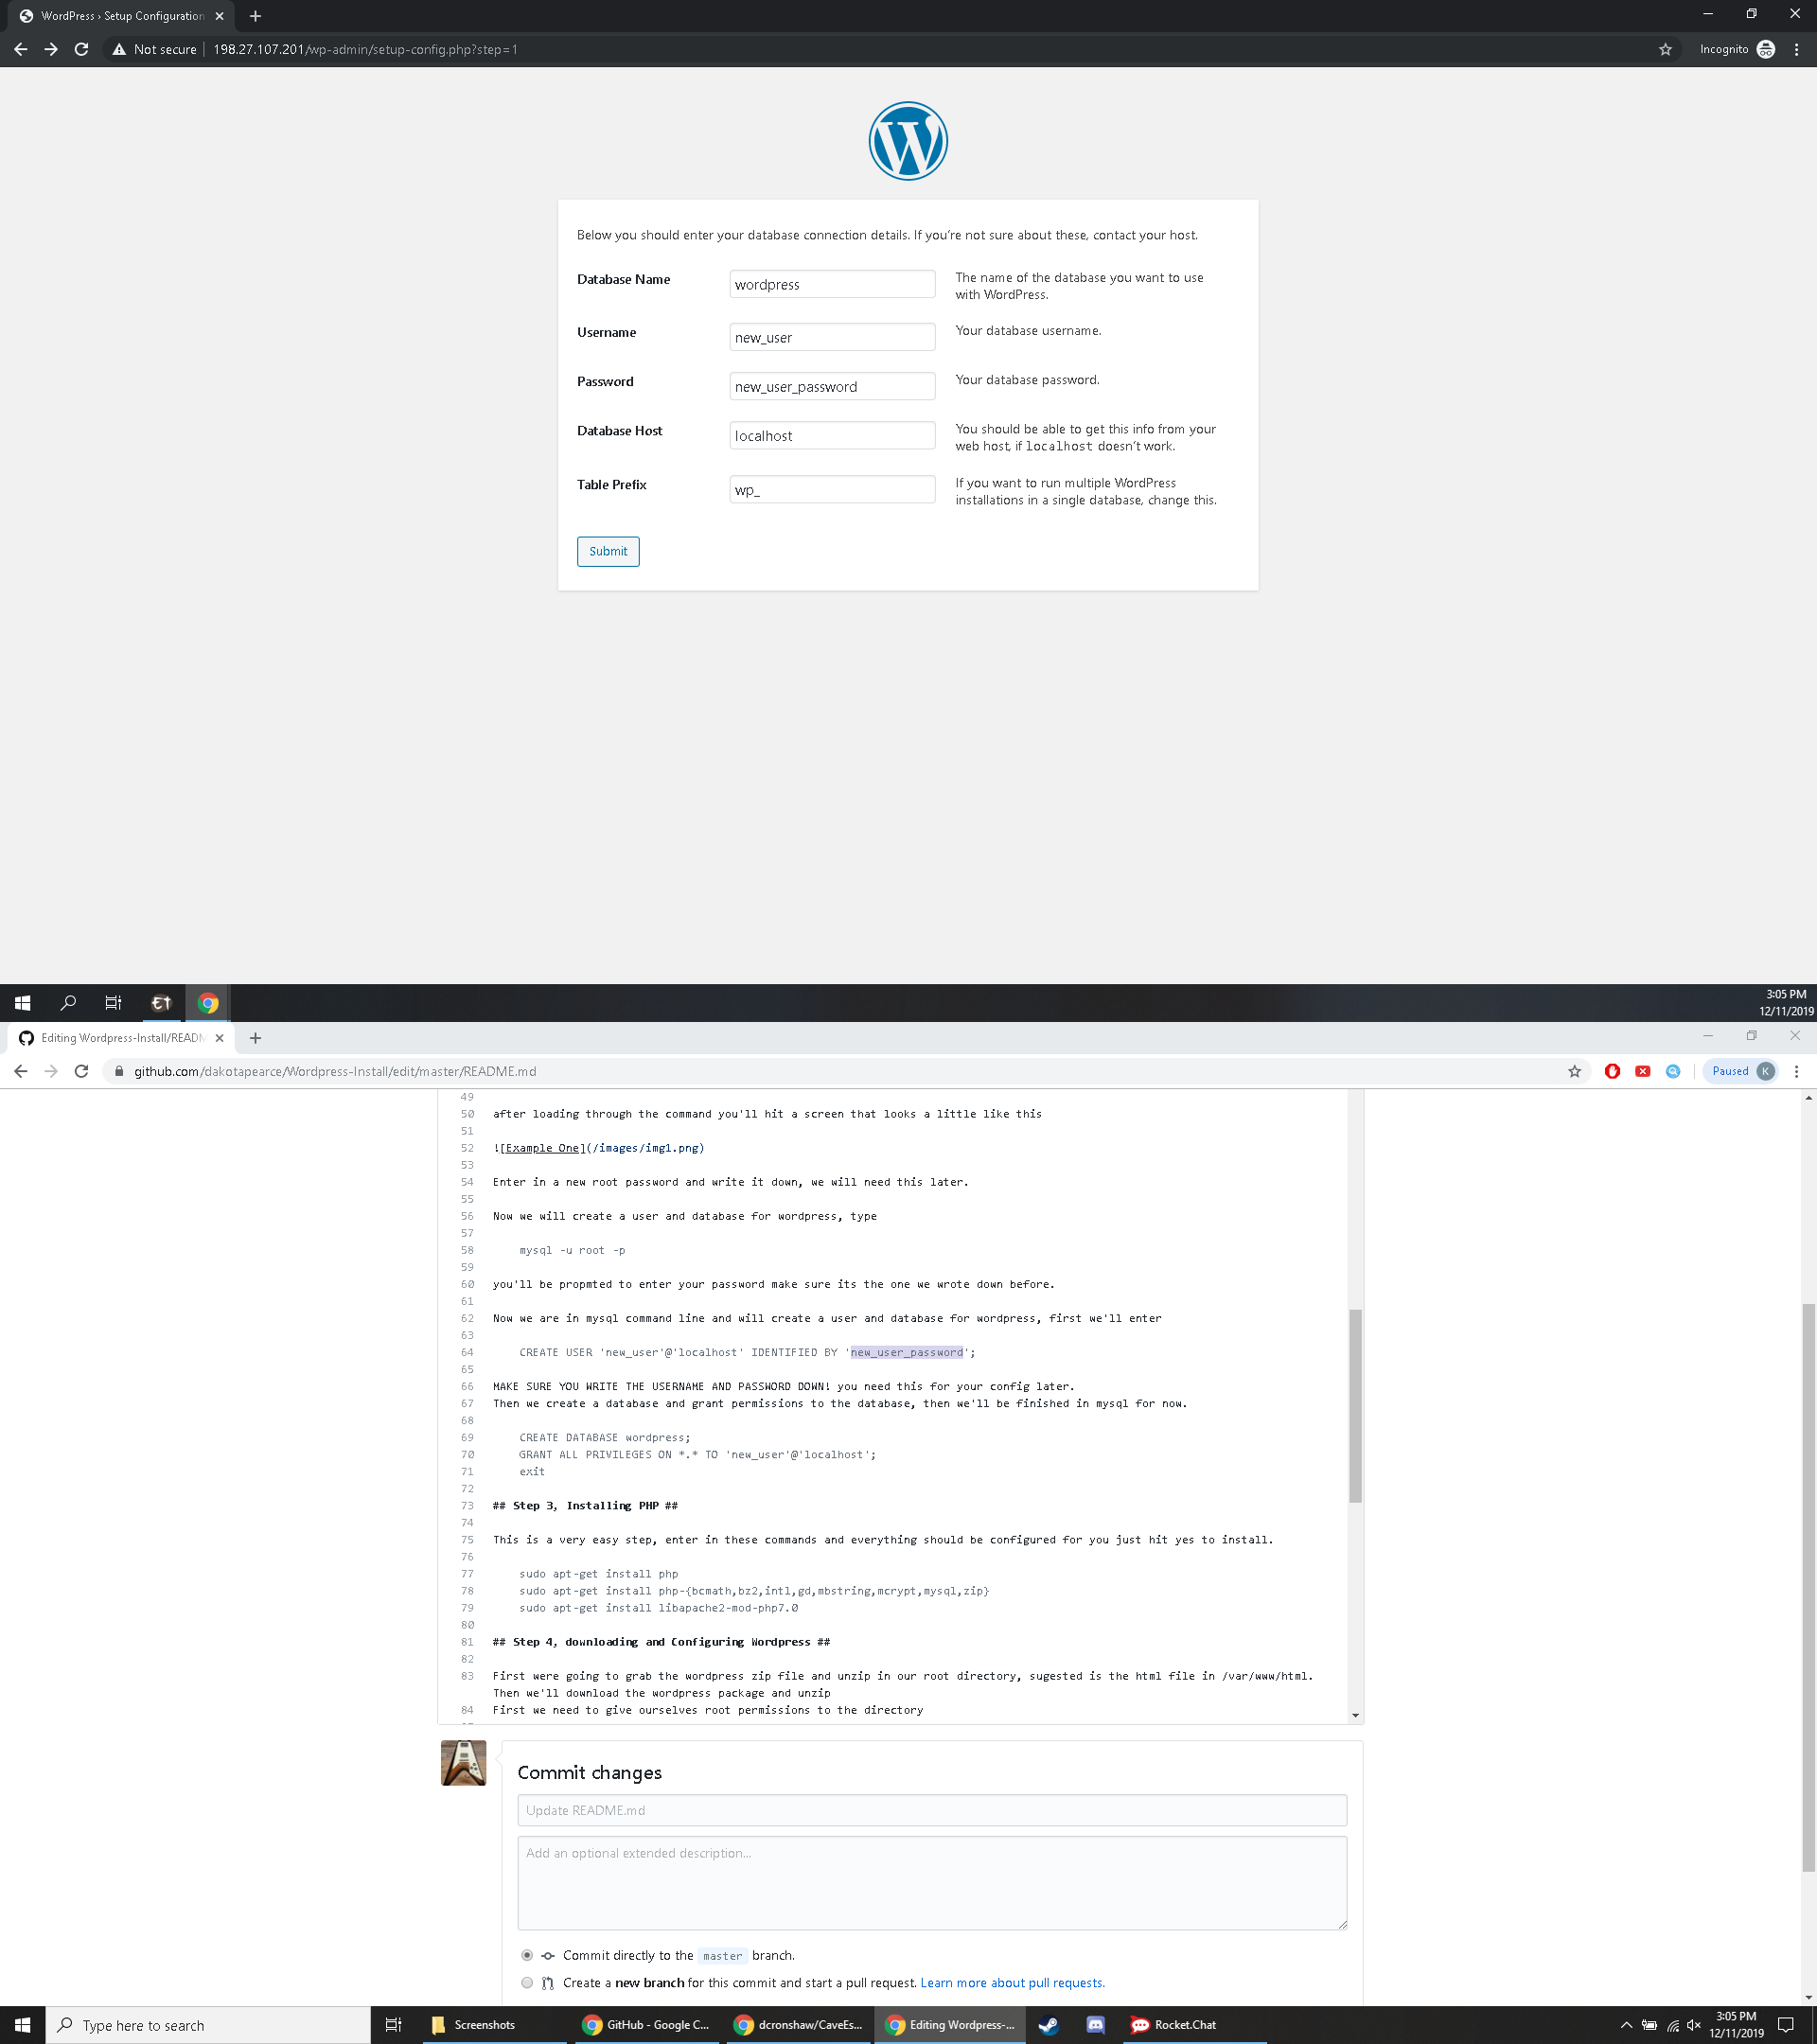 WordPress › Setup Configuration
Not secure | 198.27.107.201/wp-admin/setup-config.php?step=1
Incognito
Below you should enter your database connection details. If you’re not sure about these, contact your host.
Database Name
wordpress
The name of the database you want to use
with WordPress.
Username
new_user
Your database username.
Password
new_user_password
Your database password.
Database Host
localhost
You should be able to get this info from your
web host, if localhost doesn’t work.
Table Prefix
wp_
If you want to run multiple WordPress
installations in a single database, change this.
Submit
3:05 PM
12/11/2019
Editing Wordpress-Install/READM
github.com/dakotapearce/Wordpress-Install/edit/master/README.md
Paused K
49
50 after loading through the command you'll hit a screen that looks a little like this
51
52 ![Example One](/images/img1.png)
53
54 Enter in a new root password and write it down, we will need this later.
55
56 Now we will create a user and database for wordpress, type
57
58 mysql -u root -p
59
60 you'll be propmted to enter your password make sure its the one we wrote down before.
61
62 Now we are in mysql command line and will create a user and database for wordpress, first we'll enter
63
64 CREATE USER 'new_user'@'localhost' IDENTIFIED BY 'new_user_password';
65
66 MAKE SURE YOU WRITE THE USERNAME AND PASSWORD DOWN! you need this for your config later.
67 Then we create a database and grant permissions to the database, then we'll be finished in mysql for now.
68
69 CREATE DATABASE wordpress;
70 GRANT ALL PRIVILEGES ON *.* TO 'new_user'@'localhost';
71 exit
72
73 ## Step 3, Installing PHP ##
74
75 This is a very easy step, enter in these commands and everything should be configured for you just hit yes to install.
76
77 sudo apt-get install php
78 sudo apt-get install php-{bcmath,bz2,intl,gd,mbstring,mcrypt,mysql,zip}
79 sudo apt-get install libapache2-mod-php7.0
80
81 ## Step 4, downloading and Configuring Wordpress ##
82
83 First were going to grab the wordpress zip file and unzip in our root directory, sugested is the html file in /var/www/html.
Then we'll download the wordpress package and unzip
84 First we need to give ourselves root permissions to the directory
Commit changes
Update README.md
Add an optional extended description...
Commit directly to the master branch.
Create a new branch for this commit and start a pull request. Learn more about pull requests.
Type here to search
Screenshots
GitHub - Google C...
dcronshaw/CaveEs...
Editing Wordpress-...
Rocket.Chat
3:05 PM
12/11/2019